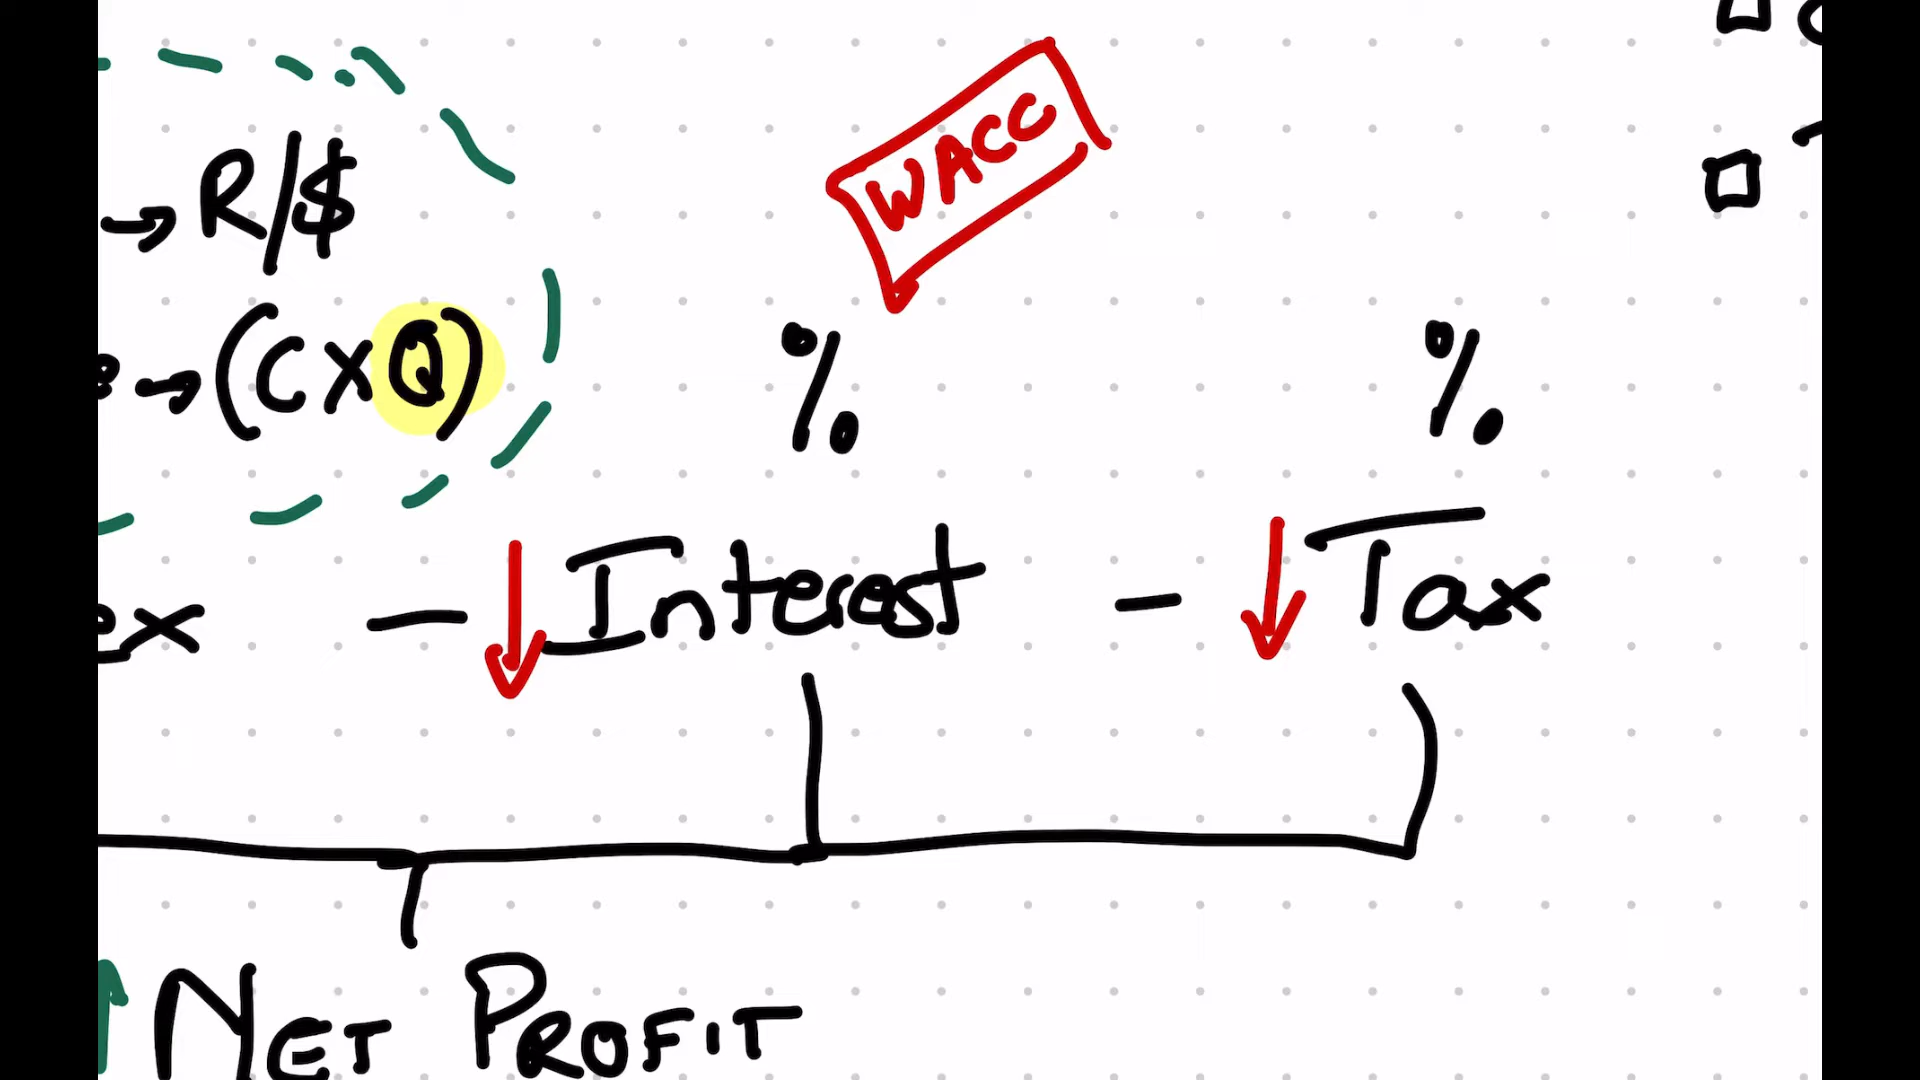 WACC
→ R/$
→ (C x Q)
% %
ex - ↓ Interest - ↓ Tax
↑ NET PROFIT